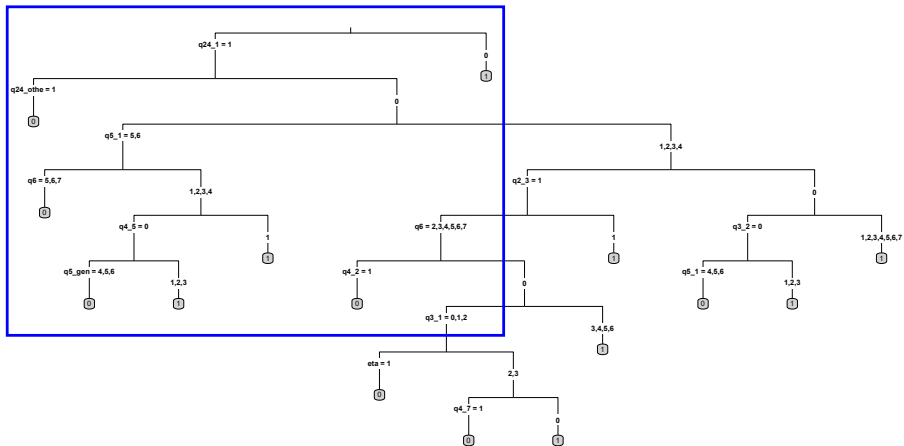 q24_1 = 1
0
1
q24_othe = 1
0
0
q5_1 = 5,6
1,2,3,4
q6 = 5,6,7
1,2,3,4
q2_3 = 1
0
0
q4_5 = 0
1
q6 = 2,3,4,5,6,7
1
q3_2 = 0
1,2,3,4,5,6,7
1
1
1
q5_gen = 4,5,6
1,2,3
q4_2 = 1
0
q5_1 = 4,5,6
1,2,3
0
1
0
0
1
q3_1 = 0,1,2
3,4,5,6
1
eta = 1
2,3
0
q4_7 = 1
0
0
1